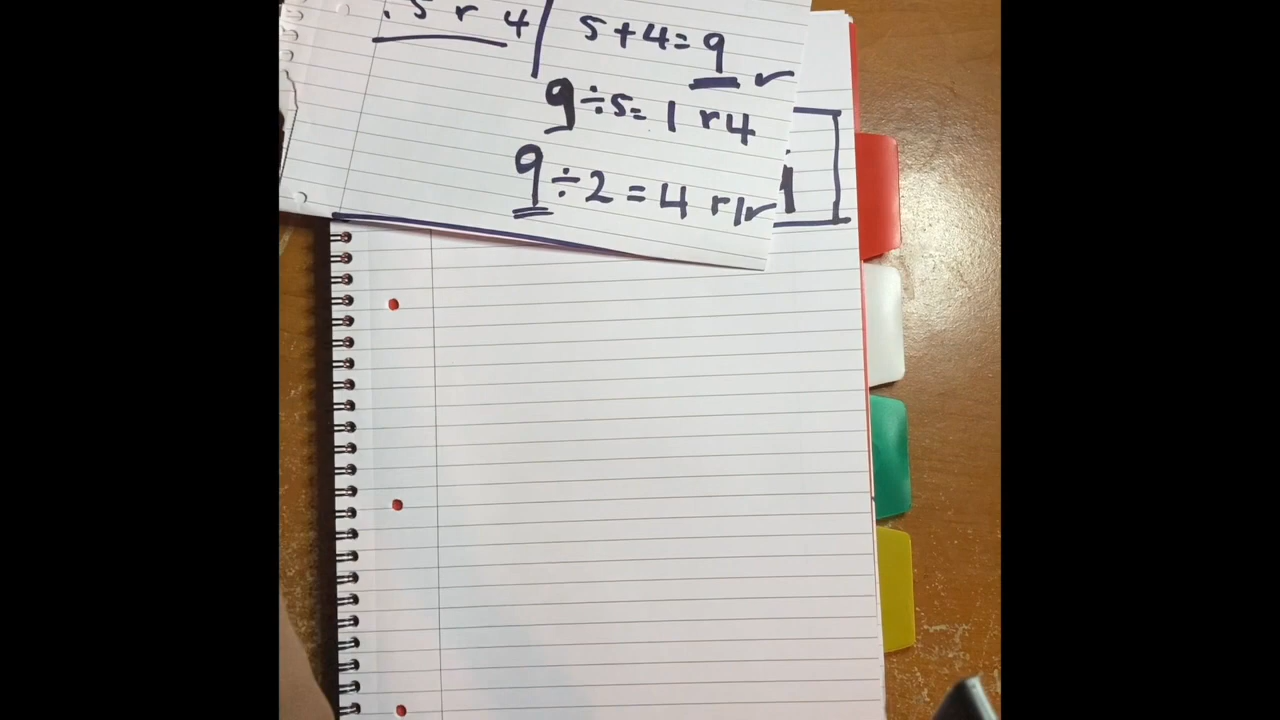 . 5 r 4
5+4=9 ✓
9÷5= 1 r4
9÷2=4 r1✓